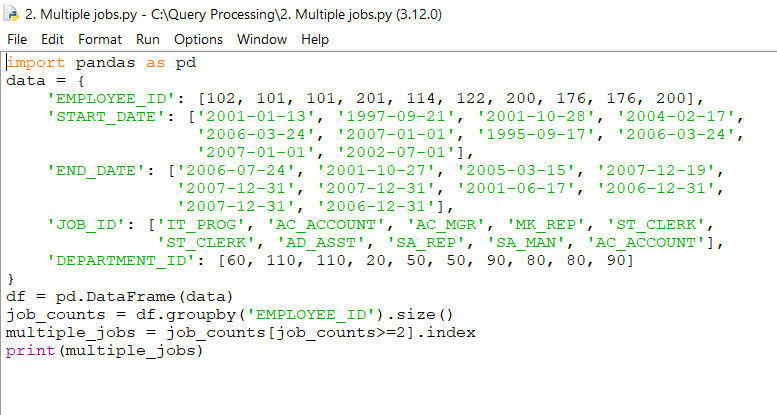 2. Multiple jobs.py - C:\Query Processing\2. Multiple jobs.py (3.12.0)
File Edit Format Run Options Window Help
import pandas as pd
data = {
    'EMPLOYEE_ID': [102, 101, 101, 201, 114, 122, 200, 176, 176, 200],
    'START_DATE': ['2001-01-13', '1997-09-21', '2001-10-28', '2004-02-17',
                   '2006-03-24', '2007-01-01', '1995-09-17', '2006-03-24',
                   '2007-01-01', '2002-07-01'],
    'END_DATE': ['2006-07-24', '2001-10-27', '2005-03-15', '2007-12-19',
                 '2007-12-31', '2007-12-31', '2001-06-17', '2006-12-31',
                 '2007-12-31', '2006-12-31'],
    'JOB_ID': ['IT_PROG', 'AC_ACCOUNT', 'AC_MGR', 'MK_REP', 'ST_CLERK',
               'ST_CLERK', 'AD_ASST', 'SA_REP', 'SA_MAN', 'AC_ACCOUNT'],
    'DEPARTMENT_ID': [60, 110, 110, 20, 50, 50, 90, 80, 80, 90]
}
df = pd.DataFrame(data)
job_counts = df.groupby('EMPLOYEE_ID').size()
multiple_jobs = job_counts[job_counts>=2].index
print(multiple_jobs)